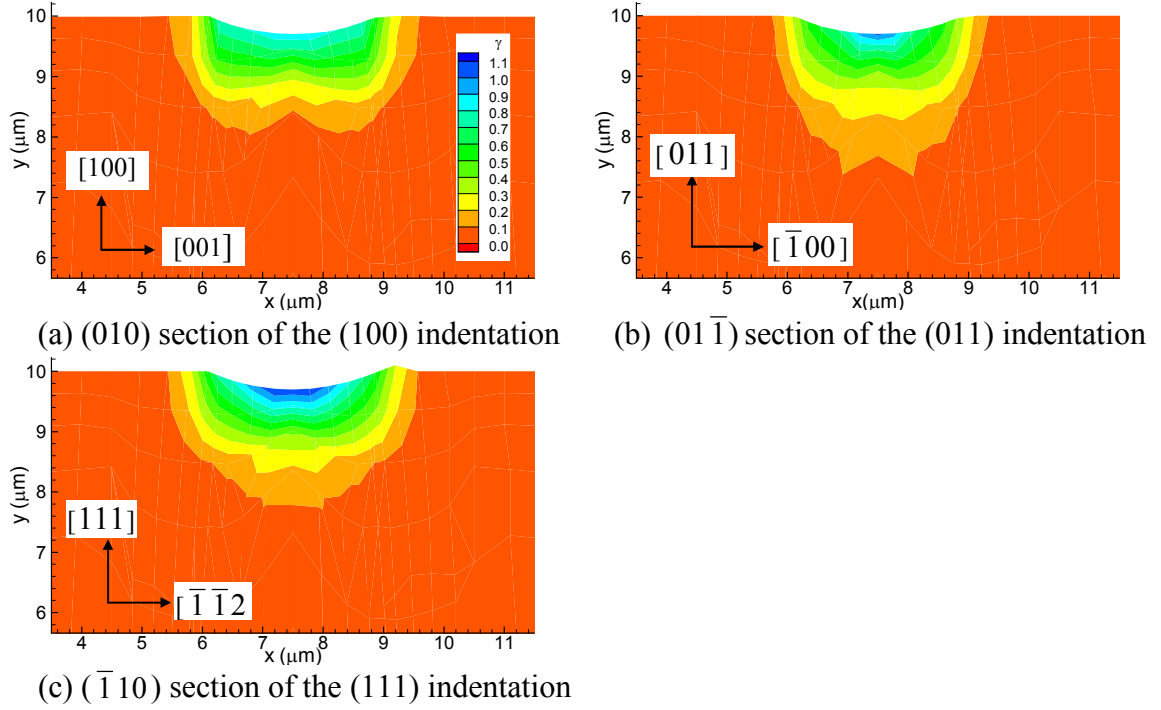 10
9
8
7
6
y (μm)
4 5 6 7 8 9 10 11
x (μm)
[100]
[001]
γ
1.1
1.0
0.9
0.8
0.7
0.6
0.5
0.4
0.3
0.2
0.1
0.0
(a) (010) section of the (100) indentation
10
9
8
7
6
y (μm)
4 5 6 7 8 9 10 11
x(μm)
[011]
[1̅00]
(b) (011̅) section of the (011) indentation
10
9
8
7
6
y (μm)
4 5 6 7 8 9 10 11
x (μm)
[111]
[1̅1̅2
(c) (1̅10) section of the (111) indentation